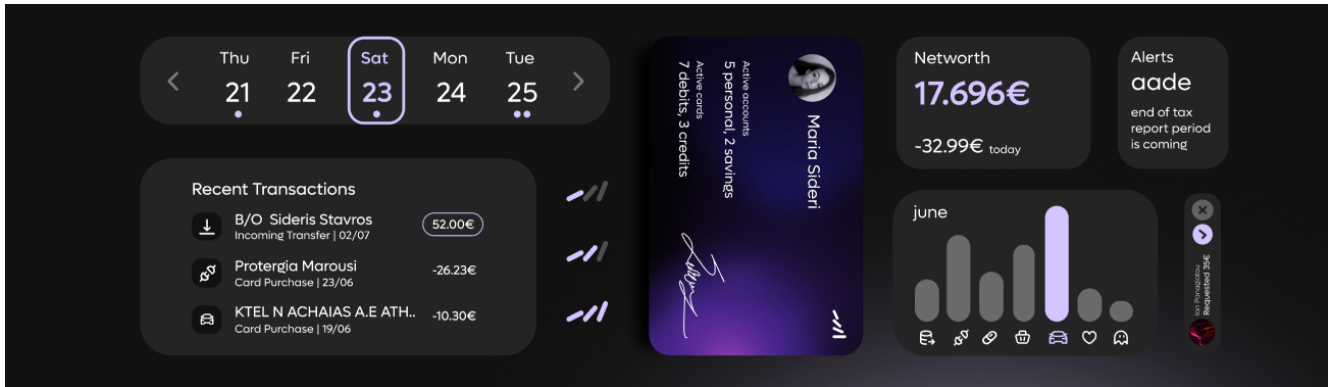 Thu Fri Sat Mon Tue
21 22 23 24 25
Recent Transactions
B/O Sideris Stavros
Incoming Transfer | 02/07
52.00€
Protergia Marousi
Card Purchase | 23/06
-26.23€
KTEL N ACHAIAS A.E ATH..
Card Purchase | 19/06
-10.30€
Maria Sideri
Active accounts
5 personal, 2 savings
Active cards
7 debits, 3 credits
Networth
17.696€
-32.99€ today
Alerts
aade
end of tax
report period
is coming
june
Requested 35€